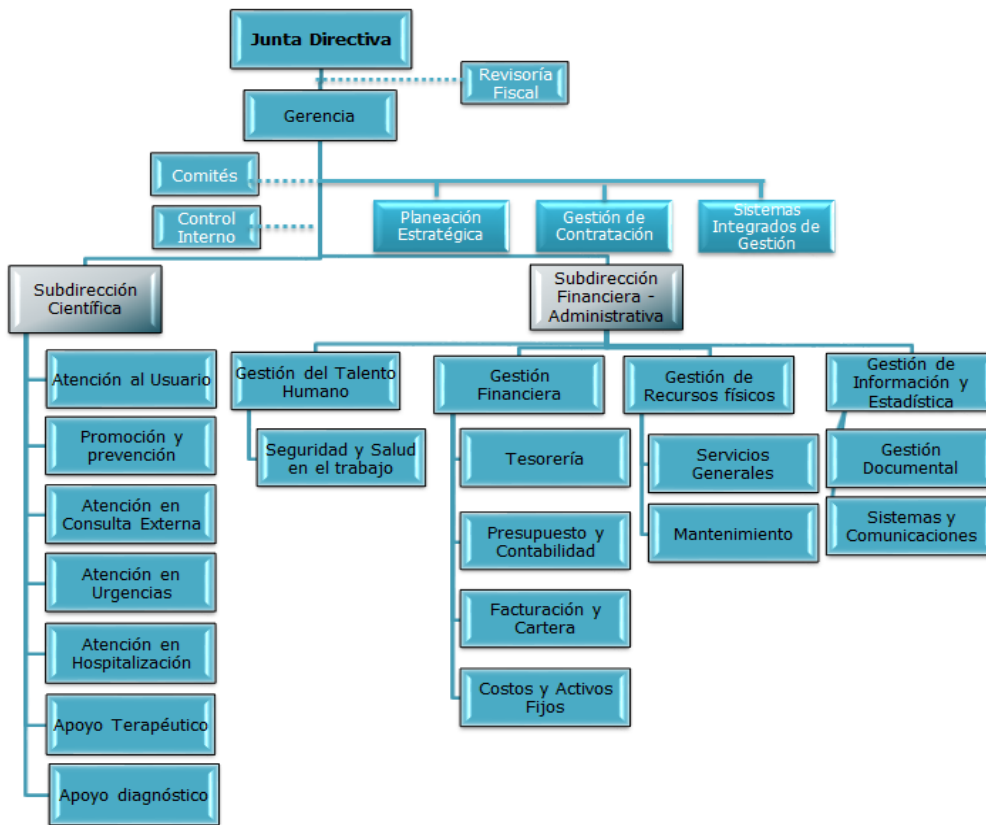 Junta Directiva
Revisoría
Fiscal
Gerencia
Comités
Control
Interno
Planeación
Estratégica
Gestión de
Contratación
Sistemas
Integrados de
Gestión
Subdirección
Científica
Subdirección
Financiera -
Administrativa
Atención al Usuario
Promoción y
prevención
Atención en
Consulta Externa
Atención en
Urgencias
Atención en
Hospitalización
Apoyo Terapéutico
Apoyo diagnóstico
Gestión del Talento
Humano
Seguridad y Salud
en el trabajo
Gestión
Financiera
Tesorería
Presupuesto y
Contabilidad
Facturación y
Cartera
Costos y Activos
Fijos
Gestión de
Recursos físicos
Servicios
Generales
Mantenimiento
Gestión de
Información y
Estadística
Gestión
Documental
Sistemas y
Comunicaciones